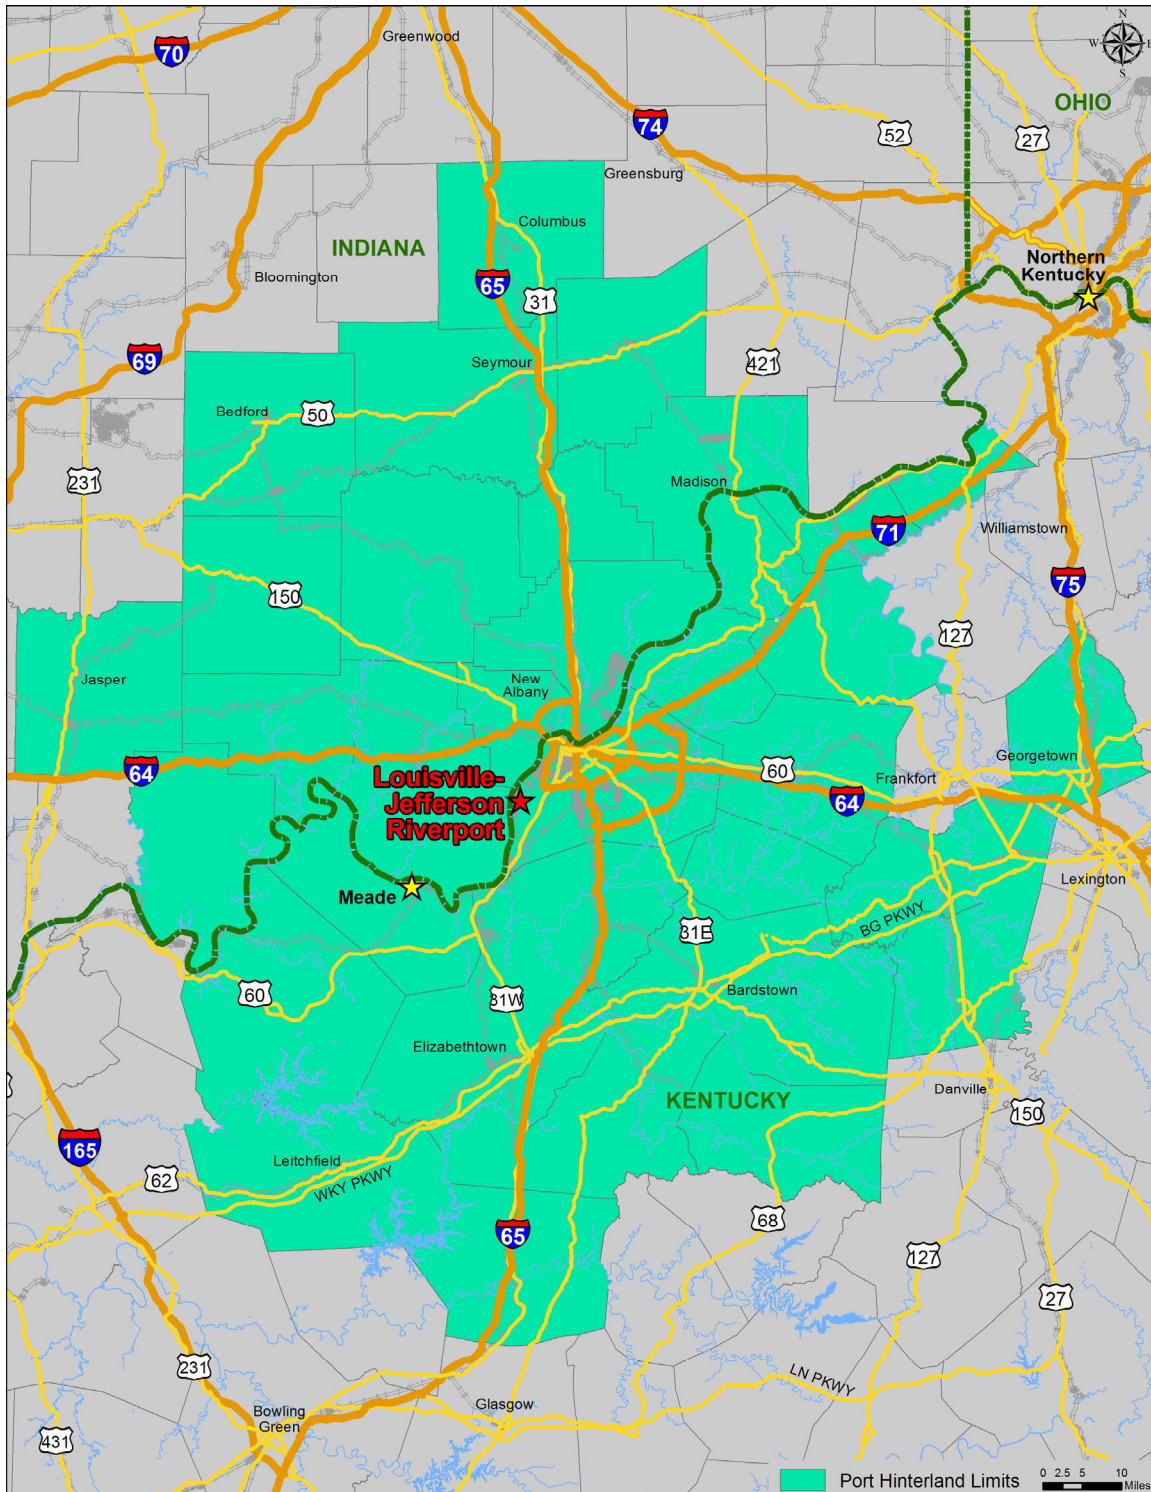 Greenwood
70
N
W
E
S
OHIO
74
52
27
Greensburg
Columbus
INDIANA
Bloomington
Northern
Kentucky
65
31
69
Seymour
421
Bedford
50
231
Madison
71
Williamstown
75
150
127
Jasper
New
Albany
Georgetown
64
60
Frankfort
64
Louisville-
Jefferson
Riverport
Lexington
Meade
BG PKWY
31E
60
31W
Bardstown
Elizabethtown
Danville
KENTUCKY
150
165
Leitchfield
62
WKY PKWY
68
65
127
27
231
LN PKWY
Glasgow
Bowling
Green
431
Port Hinterland Limits
0 2.5 5 10
Miles